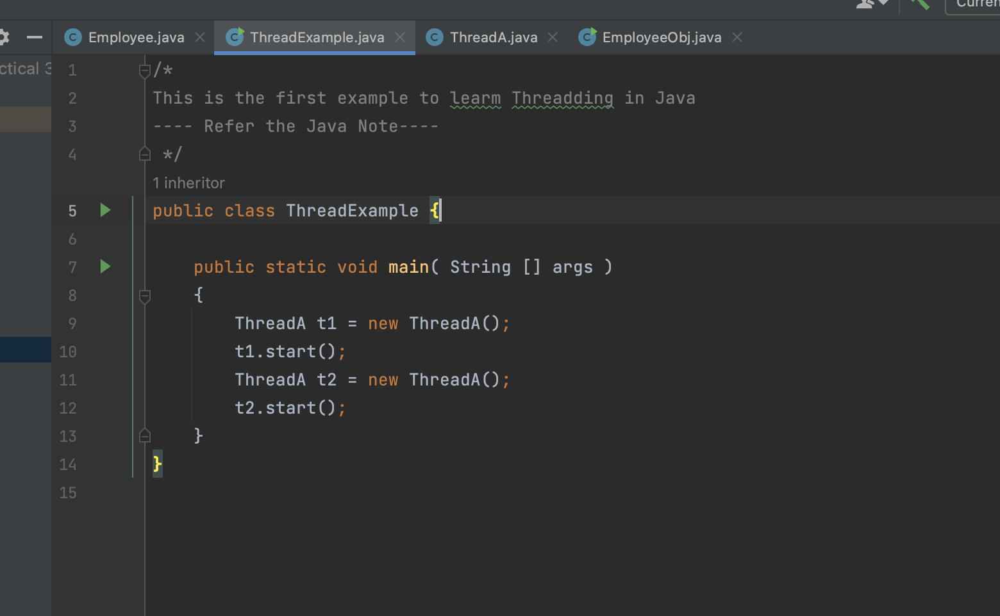 Curren
Employee.java ThreadExample.java ThreadA.java EmployeeObj.java
ctical 3
1 /*
2 This is the first example to learm Threadding in Java
3 ---- Refer the Java Note----
4 */
1 inheritor
5 public class ThreadExample {
6
7 public static void main( String [] args )
8 {
9 ThreadA t1 = new ThreadA();
10 t1.start();
11 ThreadA t2 = new ThreadA();
12 t2.start();
13 }
14 }
15